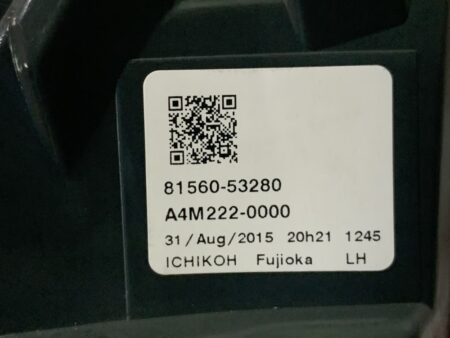 81560-53280
A4M222-0000
31/Aug/2015 20h21 1245
ICHIKOH Fujioka LH